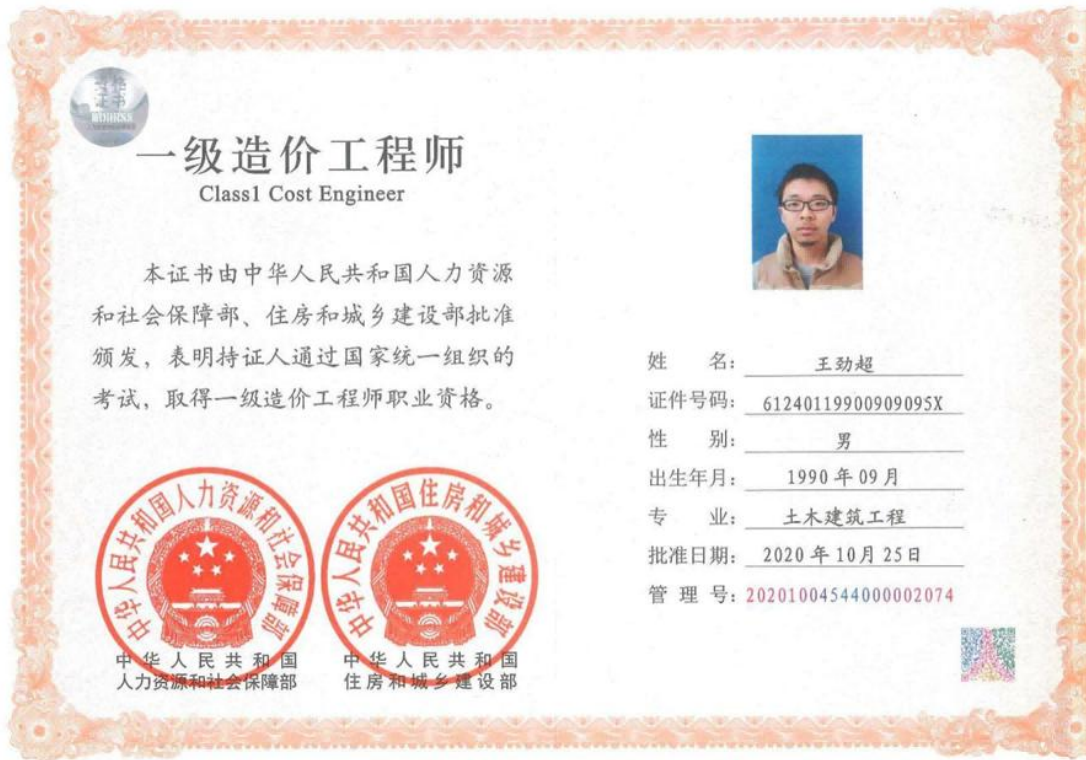 一级造价工程师
Class1 Cost Engineer
本证书由中华人民共和国人力资源
和社会保障部、住房和城乡建设部批准
颁发，表明持证人通过国家统一组织的
考试，取得一级造价工程师职业资格。
中华人民共和国人力资源和社会保障部
中华人民共和国住房和城乡建设部
中华人民共和国
人力资源和社会保障部
中华人民共和国
住房和城乡建设部
姓 名：王劲超
证件号码：61240119900909095X
性 别：男
出生年月：1990年09月
专 业：土木建筑工程
批准日期：2020年10月25日
管 理 号：20201004544000002074